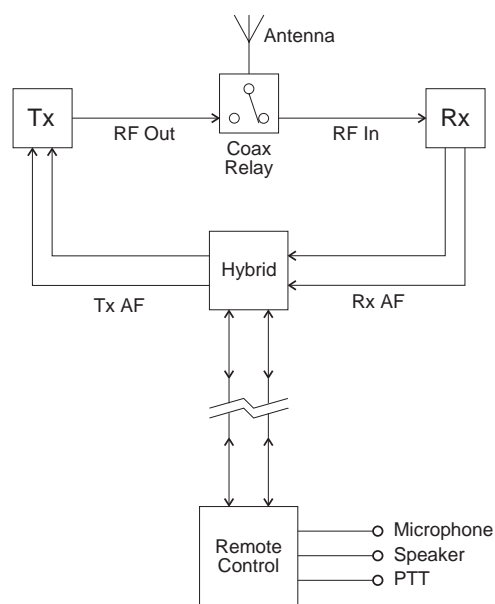 Antenna
Tx
RF Out
Coax
Relay
RF In
Rx
Hybrid
Tx AF
Rx AF
Remote
Control
Microphone
Speaker
PTT